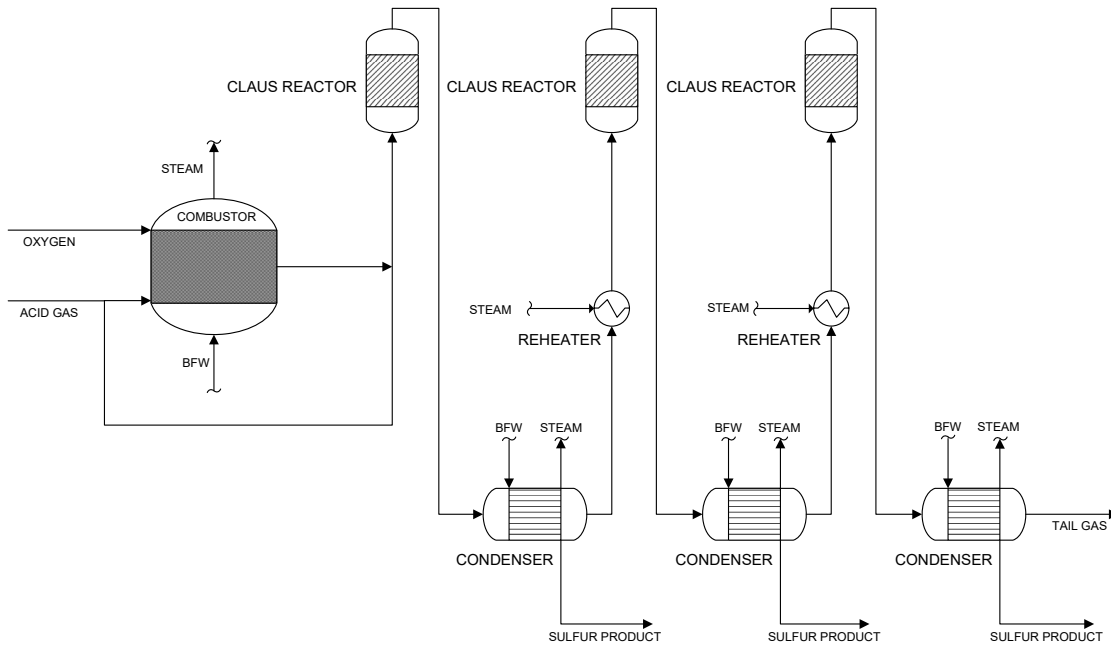 CLAUS REACTOR
CLAUS REACTOR
CLAUS REACTOR
STEAM
COMBUSTOR
OXYGEN
ACID GAS
BFW
STEAM
REHEATER
STEAM
REHEATER
BFW
STEAM
BFW
STEAM
BFW
STEAM
CONDENSER
CONDENSER
CONDENSER
TAIL GAS
SULFUR PRODUCT
SULFUR PRODUCT
SULFUR PRODUCT